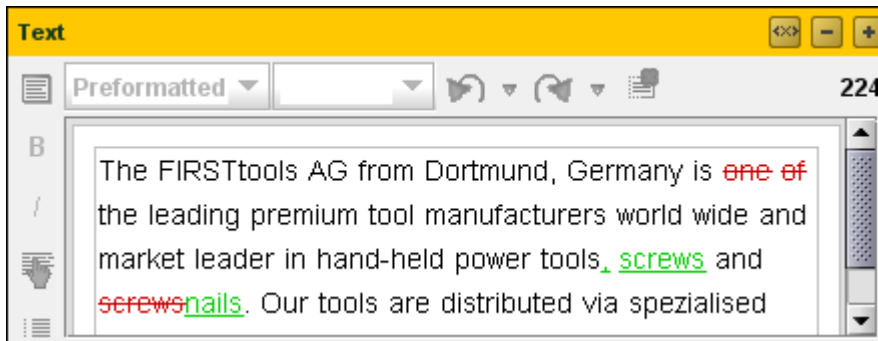 Text
Preformatted
224
B
I
The FIRSTtools AG from Dortmund, Germany is one of
the leading premium tool manufacturers world wide and
market leader in hand-held power tools, screws and
screwsnails. Our tools are distributed via spezialised